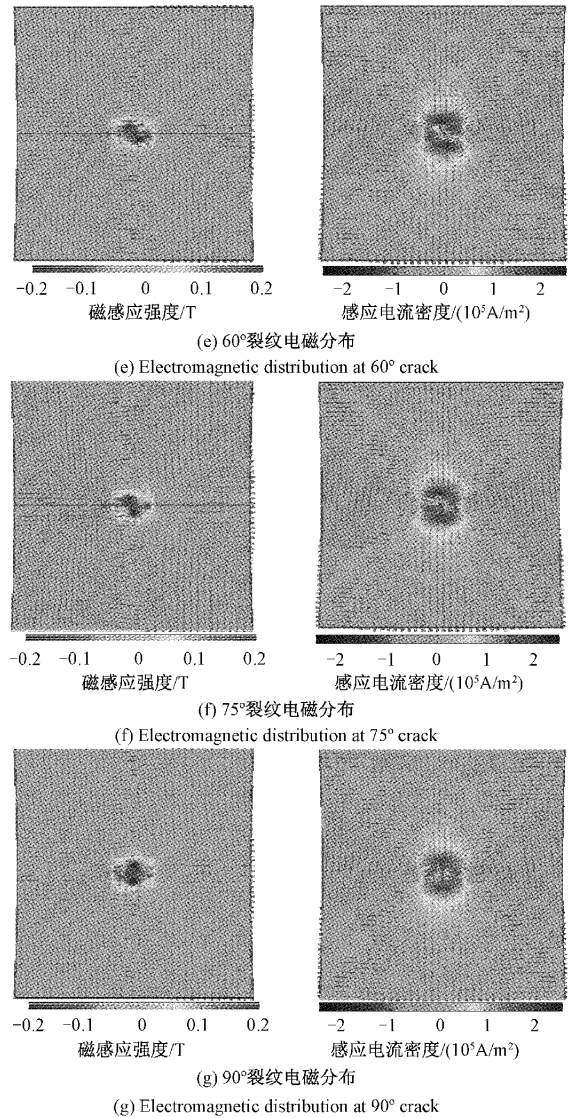 −0.2 −0.1 0 0.1 0.2 −2 −1 0 1 2
磁感应强度/T 感应电流密度/(10⁵A/m²)
(e) 60°裂纹电磁分布
(e) Electromagnetic distribution at 60° crack
−0.2 −0.1 0 0.1 0.2 −2 −1 0 1 2
磁感应强度/T 感应电流密度/(10⁵A/m²)
(f) 75°裂纹电磁分布
(f) Electromagnetic distribution at 75° crack
−0.2 −0.1 0 0.1 0.2 −2 −1 0 1 2
磁感应强度/T 感应电流密度/(10⁵A/m²)
(g) 90°裂纹电磁分布
(g) Electromagnetic distribution at 90° crack